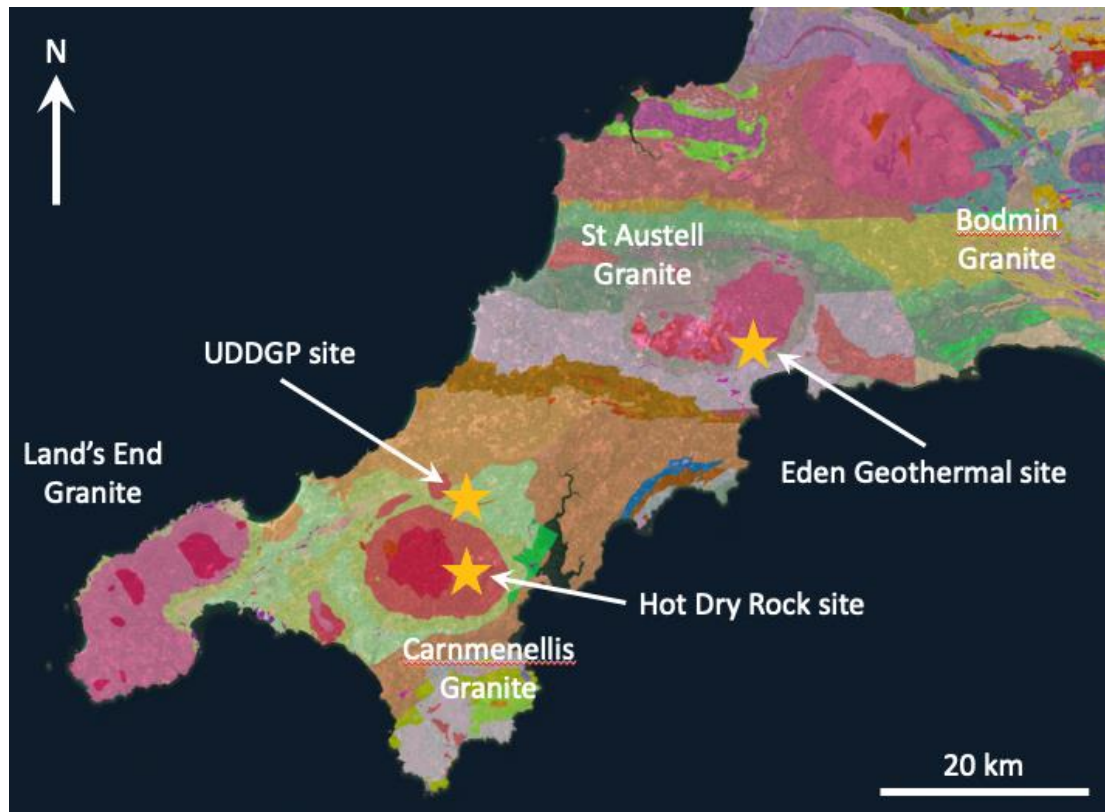 N
St Austell
Granite
Bodmin
Granite
UDDGP site
Land's End
Granite
Eden Geothermal site
Hot Dry Rock site
Carnmenellis
Granite
20 km